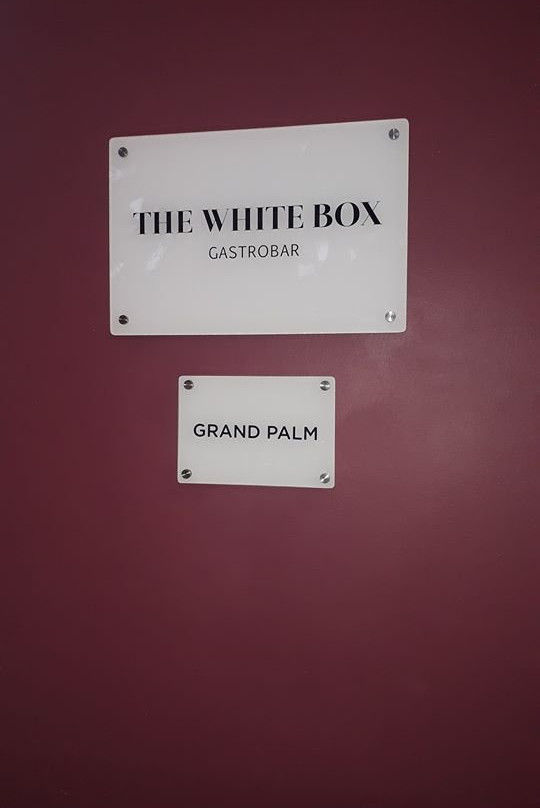 THE WHITE BOX
GASTROBAR
GRAND PALM